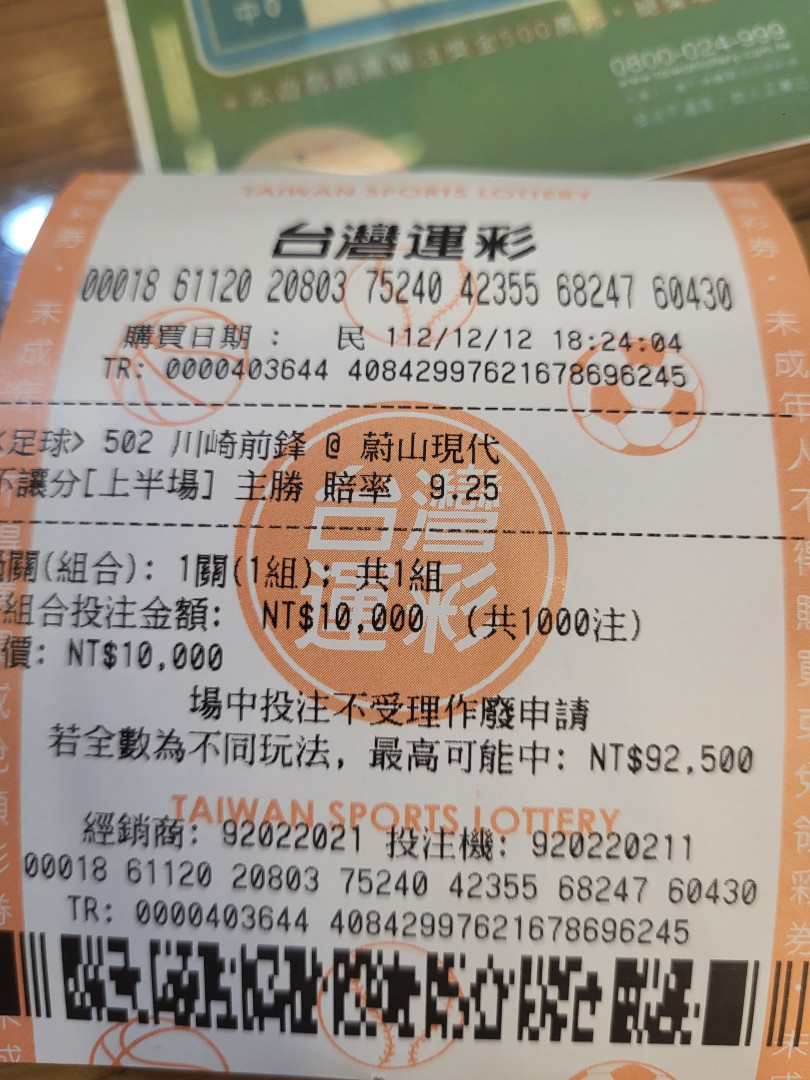 中0
0800-024-999
TAIWAN SPORTS LOTTERY
台灣運彩
00018 61120 20803 75240 42355 68247 60430
購買日期： 民 112/12/12 18:24:04
TR: 0000403644 408429976216786962​45
<足球> 502 川崎前鋒 @ 蔚山現代
不讓分[上半場] 主勝 賠率 9.25
台灣運彩
關(組合): 1關(1組); 共1組
組合投注金額: NT$10,000 (共1000注)
價: NT$10,000
場中投注不受理作廢申請
若全數為不同玩法, 最高可能中: NT$92,500
TAIWAN SPORTS LOTTERY
經銷商: 92022021 投注機: 920220211
00018 61120 20803 75240 42355 68247 60430
TR: 0000403644 40842997621678696245